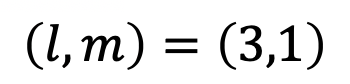 (l,m) = (3,1)